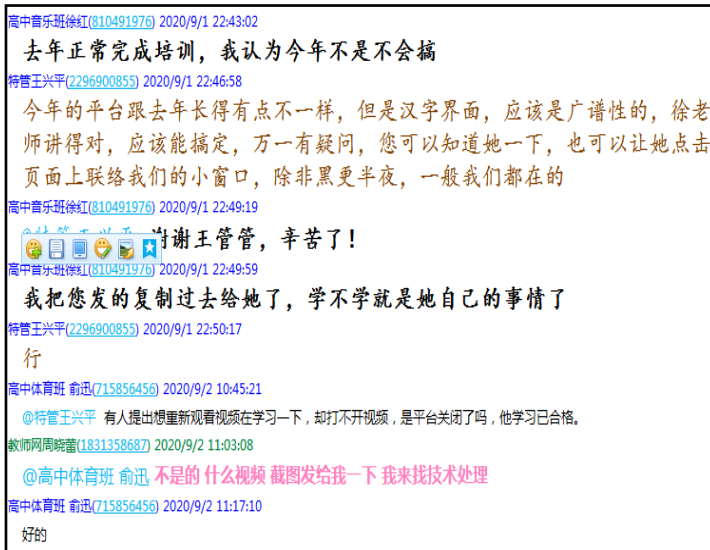 高中音乐班徐红(810491976) 2020/9/1 22:43:02
去年正常完成培训，我认为今年不是不会搞
特管王兴平(2296900855) 2020/9/1 22:46:58
今年的平台跟去年长得有点不一样，但是汉字界面，应该是广谱性的，徐老
师讲得对，应该能搞定，万一有疑问，您可以知道她一下，也可以让她点击
页面上联络我们的小窗口，除非黑更半夜，一般我们都在的
高中音乐班徐红(810491976) 2020/9/1 22:49:19
谢谢王管管，辛苦了！
高中音乐班徐红(810491976) 2020/9/1 22:49:59
我把您发的复制过去给她了，学不学就是她自己的事情了
特管王兴平(2296900855) 2020/9/1 22:50:17
行
高中体育班 俞迅(715856456) 2020/9/2 10:45:21
@特管王兴平 有人提出想重新观看视频在学习一下，却打不开视频，是平台关闭了吗，他学习已合格。
教师网周晓蕾(1831358687) 2020/9/2 11:03:08
@高中体育班 俞迅 不是的 什么视频 截图发给我一下 我来找技术处理
高中体育班 俞迅(715856456) 2020/9/2 11:17:10
好的